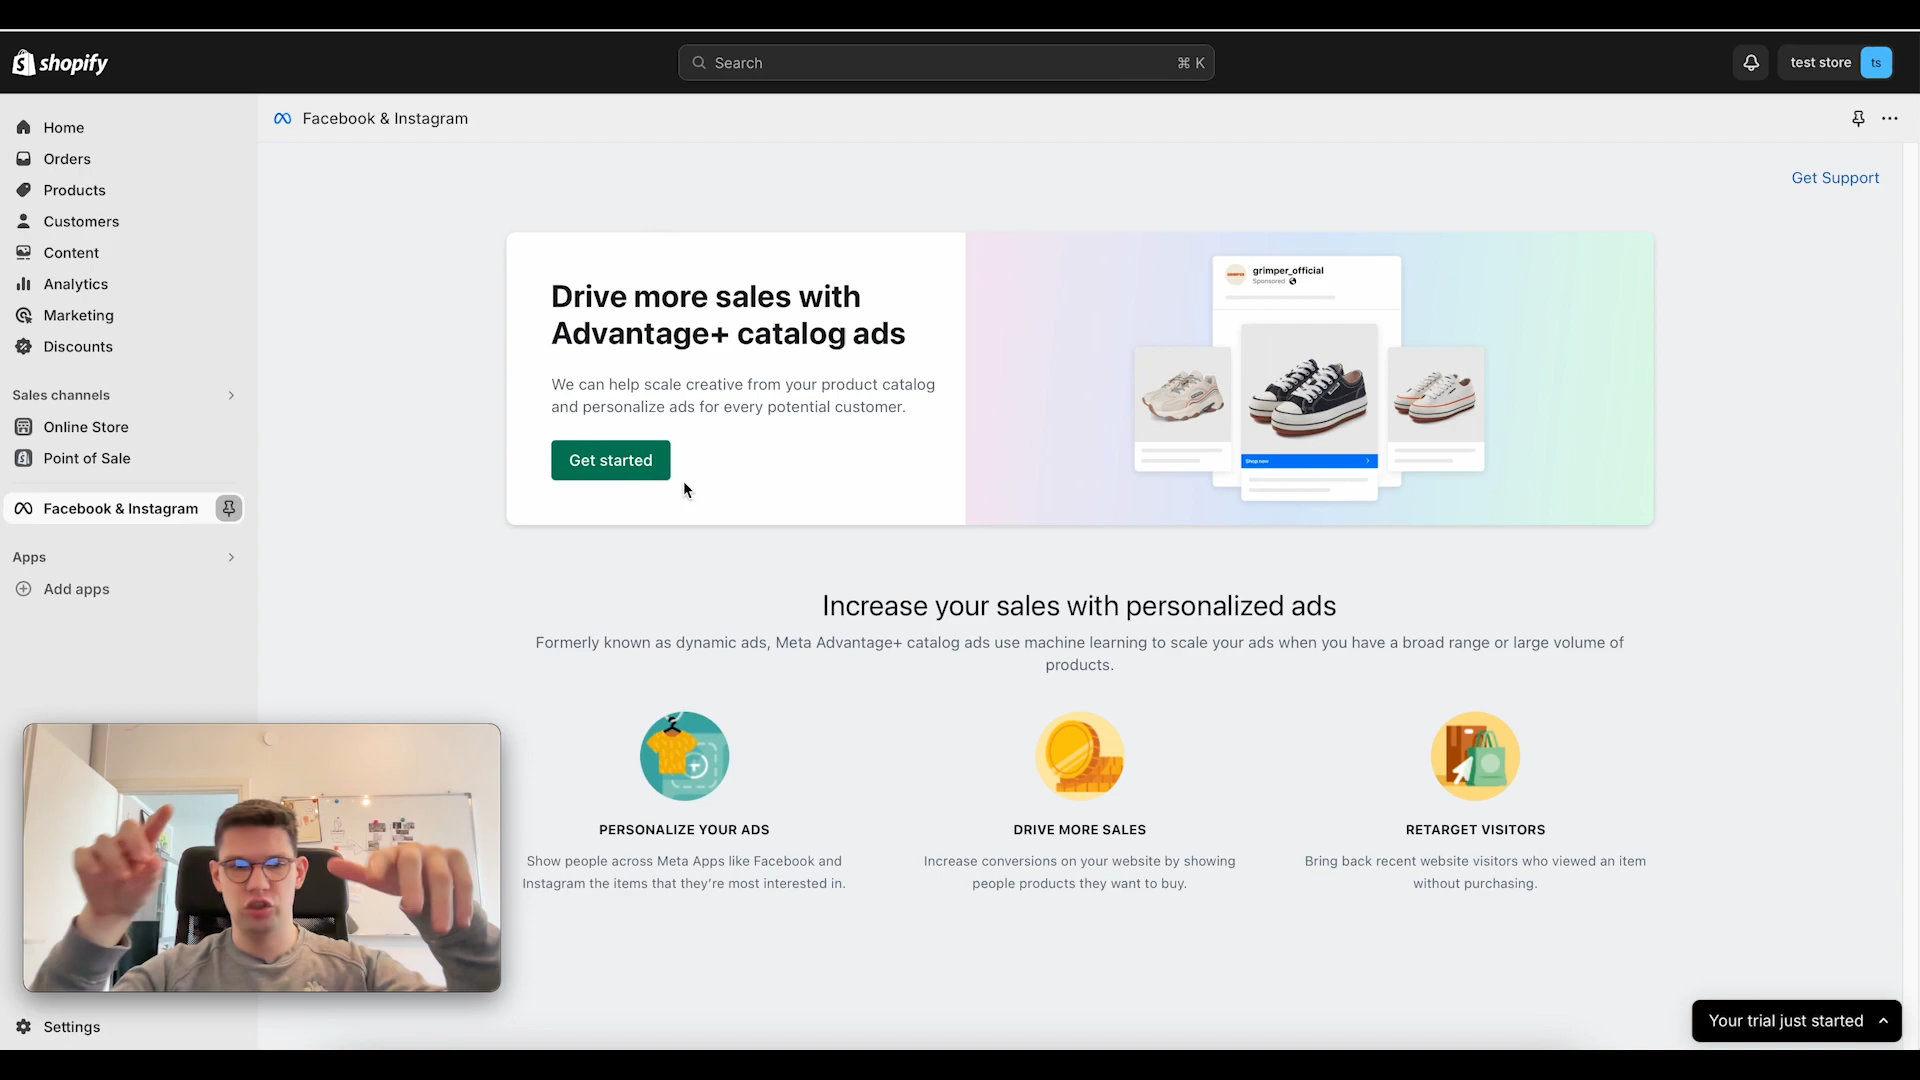 shopify
Search
⌘ K
test store
ts
Home
Orders
Products
Customers
Content
Analytics
Marketing
Discounts
Sales channels
Online Store
Point of Sale
Facebook & Instagram
Apps
Add apps
Settings
Facebook & Instagram
Get Support
Drive more sales with
Advantage+ catalog ads
We can help scale creative from your product catalog
and personalize ads for every potential customer.
Get started
grimper_official
Sponsored
Shop now
Increase your sales with personalized ads
Formerly known as dynamic ads, Meta Advantage+ catalog ads use machine learning to scale your ads when you have a broad range or large volume of
products.
PERSONALIZE YOUR ADS
Show people across Meta Apps like Facebook and
Instagram the items that they're most interested in.
DRIVE MORE SALES
Increase conversions on your website by showing
people products they want to buy.
RETARGET VISITORS
Bring back recent website visitors who viewed an item
without purchasing.
Your trial just started